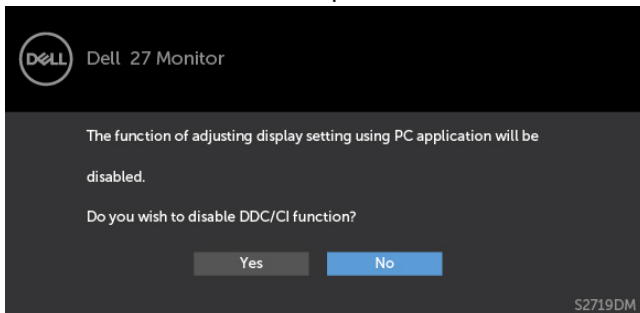 DELL
Dell 27 Monitor
The function of adjusting display setting using PC application will be
disabled.
Do you wish to disable DDC/CI function?
Yes No
S2719DM